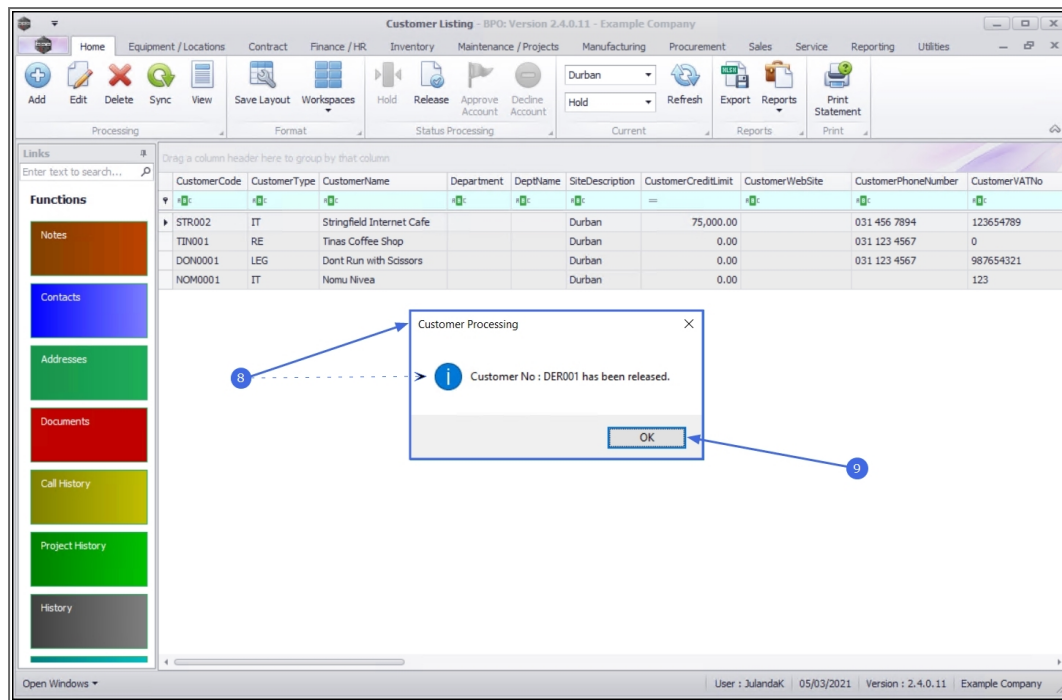 Customer Listing - BPO: Version 2.4.0.11 - Example Company
Home Equipment / Locations Contract Finance / HR Inventory Maintenance / Projects Manufacturing Procurement Sales Service Reporting Utilities
Add Edit Delete Sync View Save Layout Workspaces Hold Release Approve Account Decline Account Durban Hold Refresh Export Reports Print Statement
Processing Format Status Processing Current Reports Print
Links
Drag a column header here to group by that column
Enter text to search...
CustomerCode CustomerType CustomerName Department DeptName SiteDescription CustomerCreditLimit CustomerWebSite CustomerPhoneNumber CustomerVATNo
Functions
=
STR002 IT Stringfield Internet Cafe Durban 75,000.00 031 456 7894 123654789
TIN001 RE Tinas Coffee Shop Durban 0.00 031 123 4567 0
DON0001 LEG Dont Run with Scissors Durban 0.00 031 123 4567 987654321
NOM0001 IT Nomu Nivea Durban 0.00 123
Notes
Contacts
Addresses
Documents
Call History
Project History
History
Customer Processing
8
Customer No : DER001 has been released.
OK
9
Open Windows
User : JulandaK 05/03/2021 Version : 2.4.0.11 Example Company